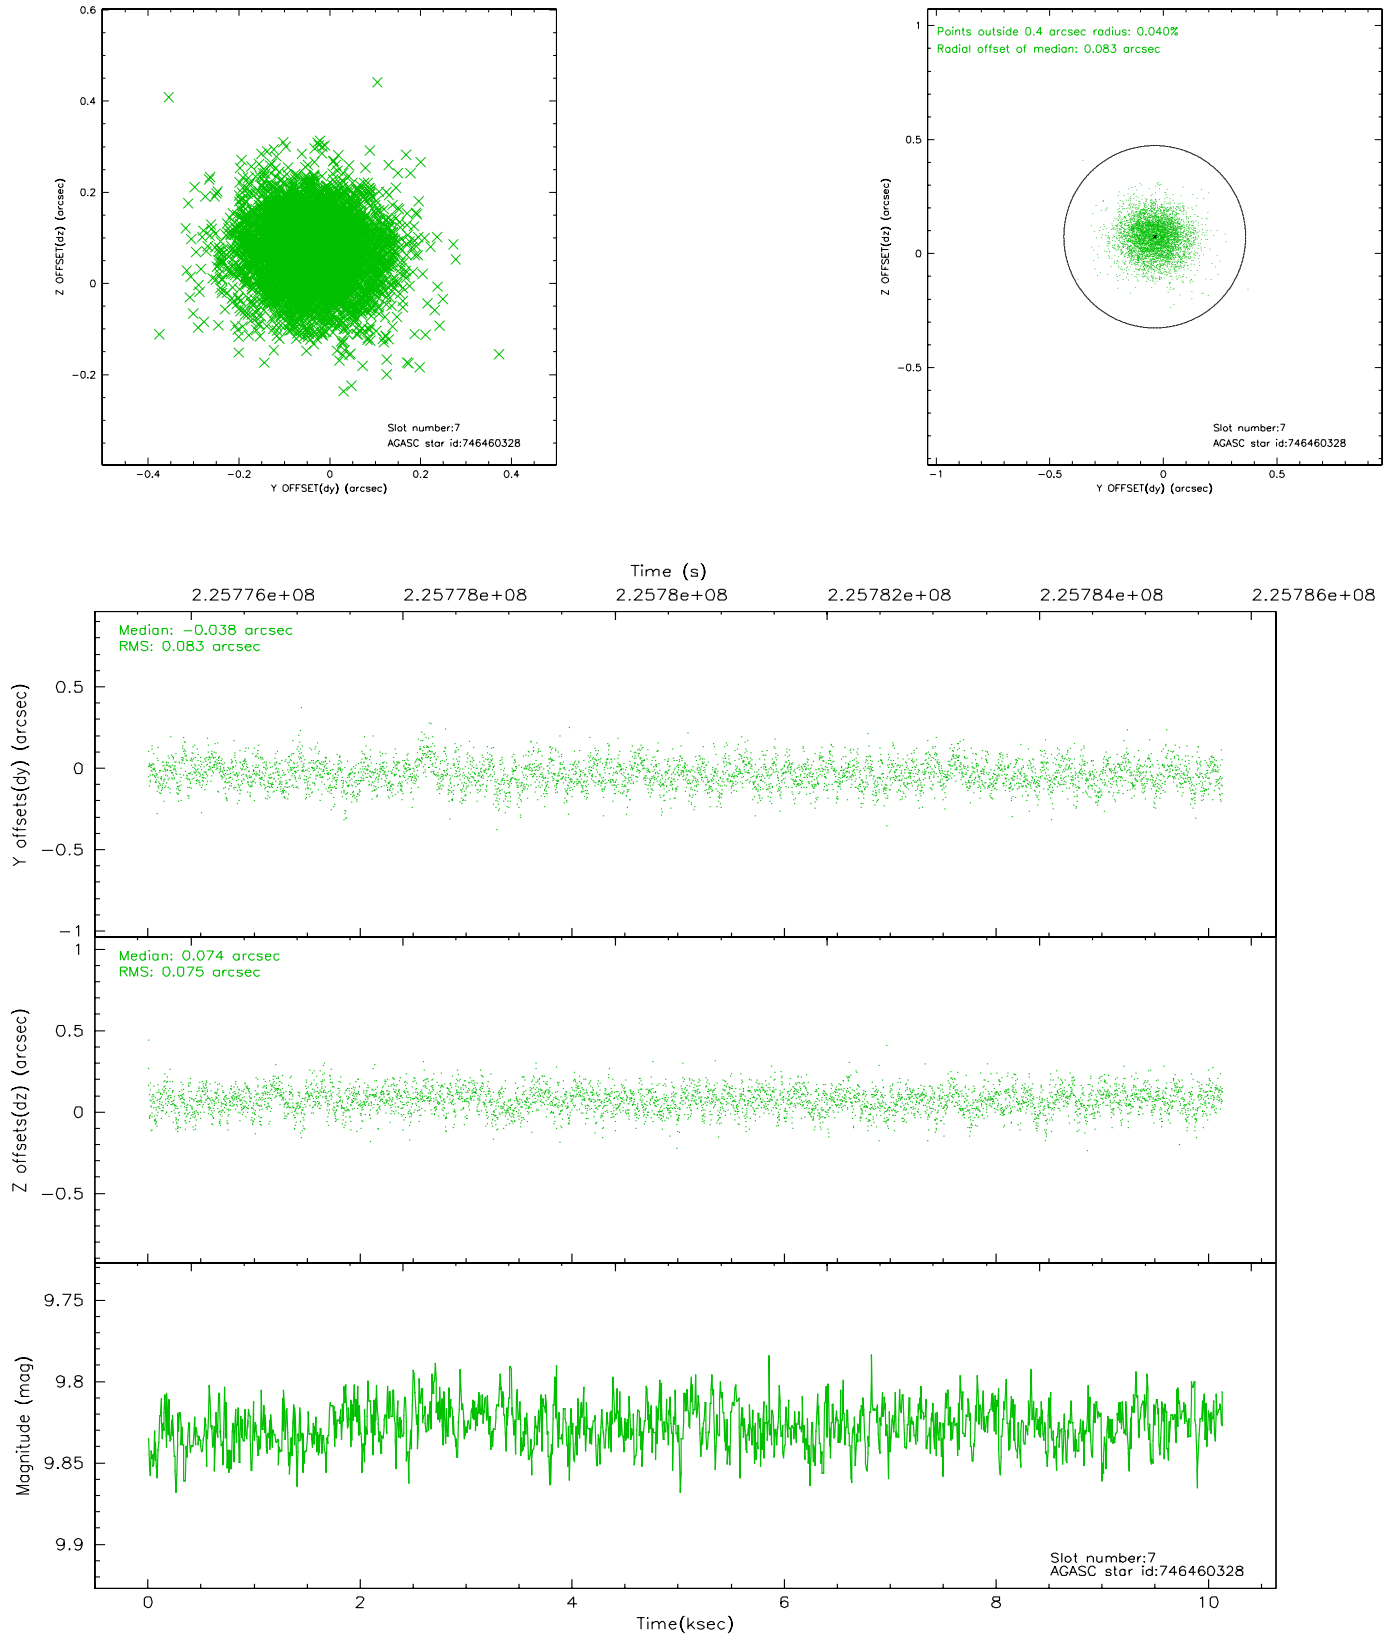 0.6
0.4
0.2
0
−0.2
Z OFFSET(dz) (arcsec)
−0.4
−0.2
0
0.2
0.4
Y OFFSET(dy) (arcsec)
Slot number:7
AGASC star id:746460328
Points outside 0.4 arcsec radius: 0.040%
Radial offset of median: 0.083 arcsec
1
0.5
0
−0.5
Z OFFSET(dz) (arcsec)
−1
−0.5
0
0.5
Y OFFSET(dy) (arcsec)
Slot number:7
AGASC star id:746460328
Time (s)
2.25776e+08
2.25778e+08
2.2578e+08
2.25782e+08
2.25784e+08
2.25786e+08
Median: −0.038 arcsec
RMS: 0.083 arcsec
0.5
0
−0.5
−1
Y offsets(dy) (arcsec)
Median: 0.074 arcsec
RMS: 0.075 arcsec
1
0.5
0
−0.5
Z offsets(dz) (arcsec)
9.75
9.8
9.85
9.9
Magnitude (mag)
Slot number:7
AGASC star id:746460328
0
2
4
6
8
10
Time(ksec)